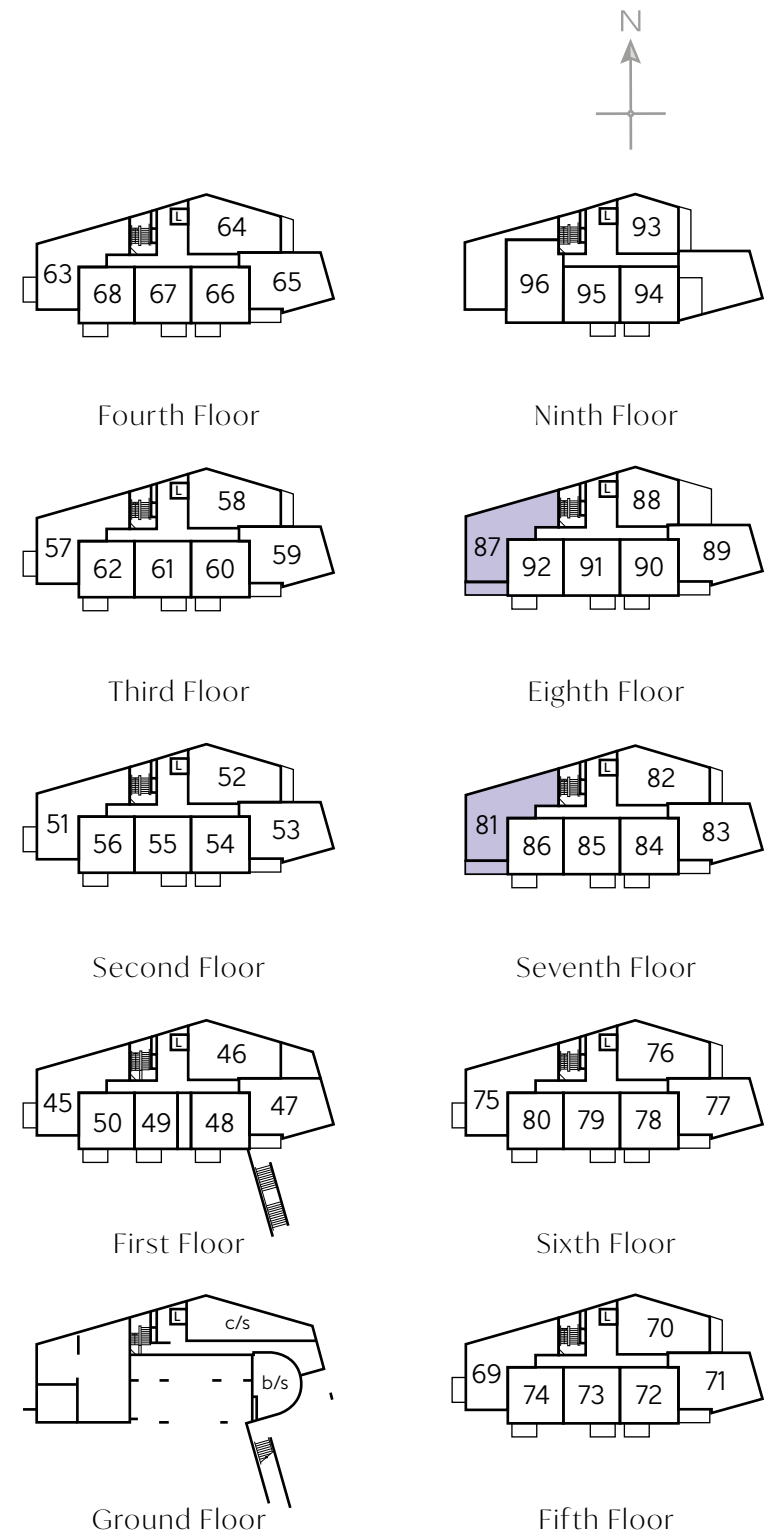 N
L 64
63 65
68 67 66
Fourth Floor
L 93
96 95 94
Ninth Floor
L 58
57 59
62 61 60
Third Floor
L 88
87 89
92 91 90
Eighth Floor
L 52
51 53
56 55 54
Second Floor
L 82
81 83
86 85 84
Seventh Floor
L 46
45 47
50 49 48
First Floor
L 76
75 77
80 79 78
Sixth Floor
L c/s
b/s
Ground Floor
L 70
69 71
74 73 72
Fifth Floor